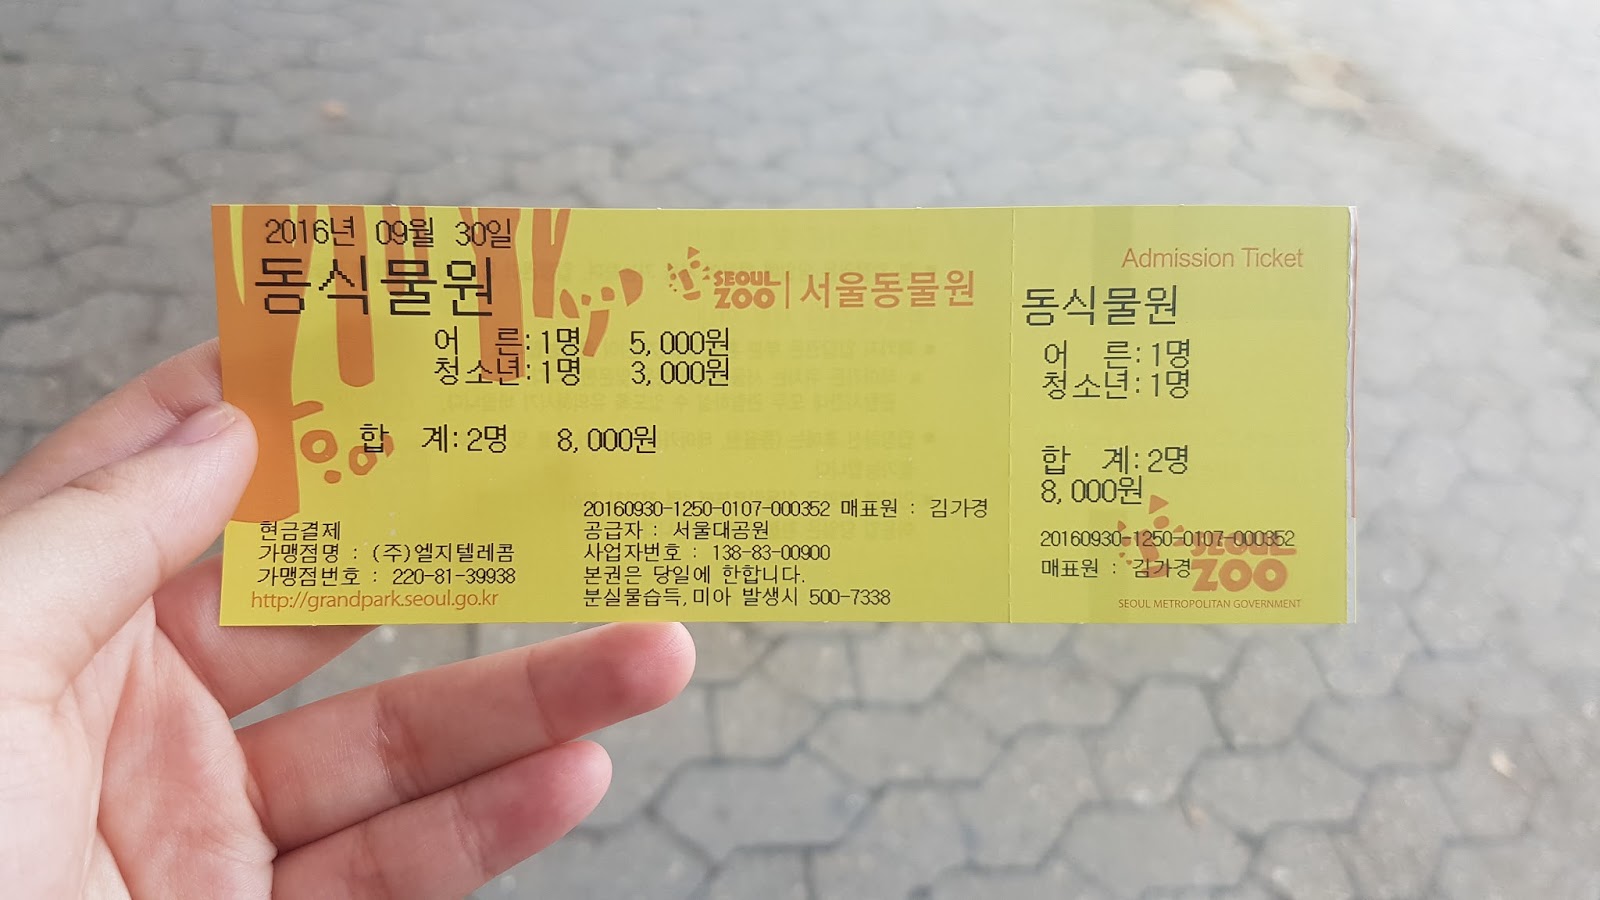 2016년 09월 30일
동식물원
SEOUL ZOO | 서울동물원
어 른:1명 5,000원
청소년:1명 3,000원
합 계:2명 8,000원
현금결제
가맹점명 : (주)엘지텔레콤
가맹점번호 : 220-81-39938
http://grandpark.seoul.go.kr
20160930-1250-0107-000352 매표원 : 김가경
공급자 : 서울대공원
사업자번호 : 138-83-00900
본권은 당일에 한합니다.
분실물습득, 미아 발생시 500-7338
Admission Ticket
동식물원
어 른:1명
청소년:1명
합 계:2명
8,000원
20160930-1250-0107-000352
매표원 : 김가경
SEOUL ZOO
SEOUL METROPOLITAN GOVERNMENT